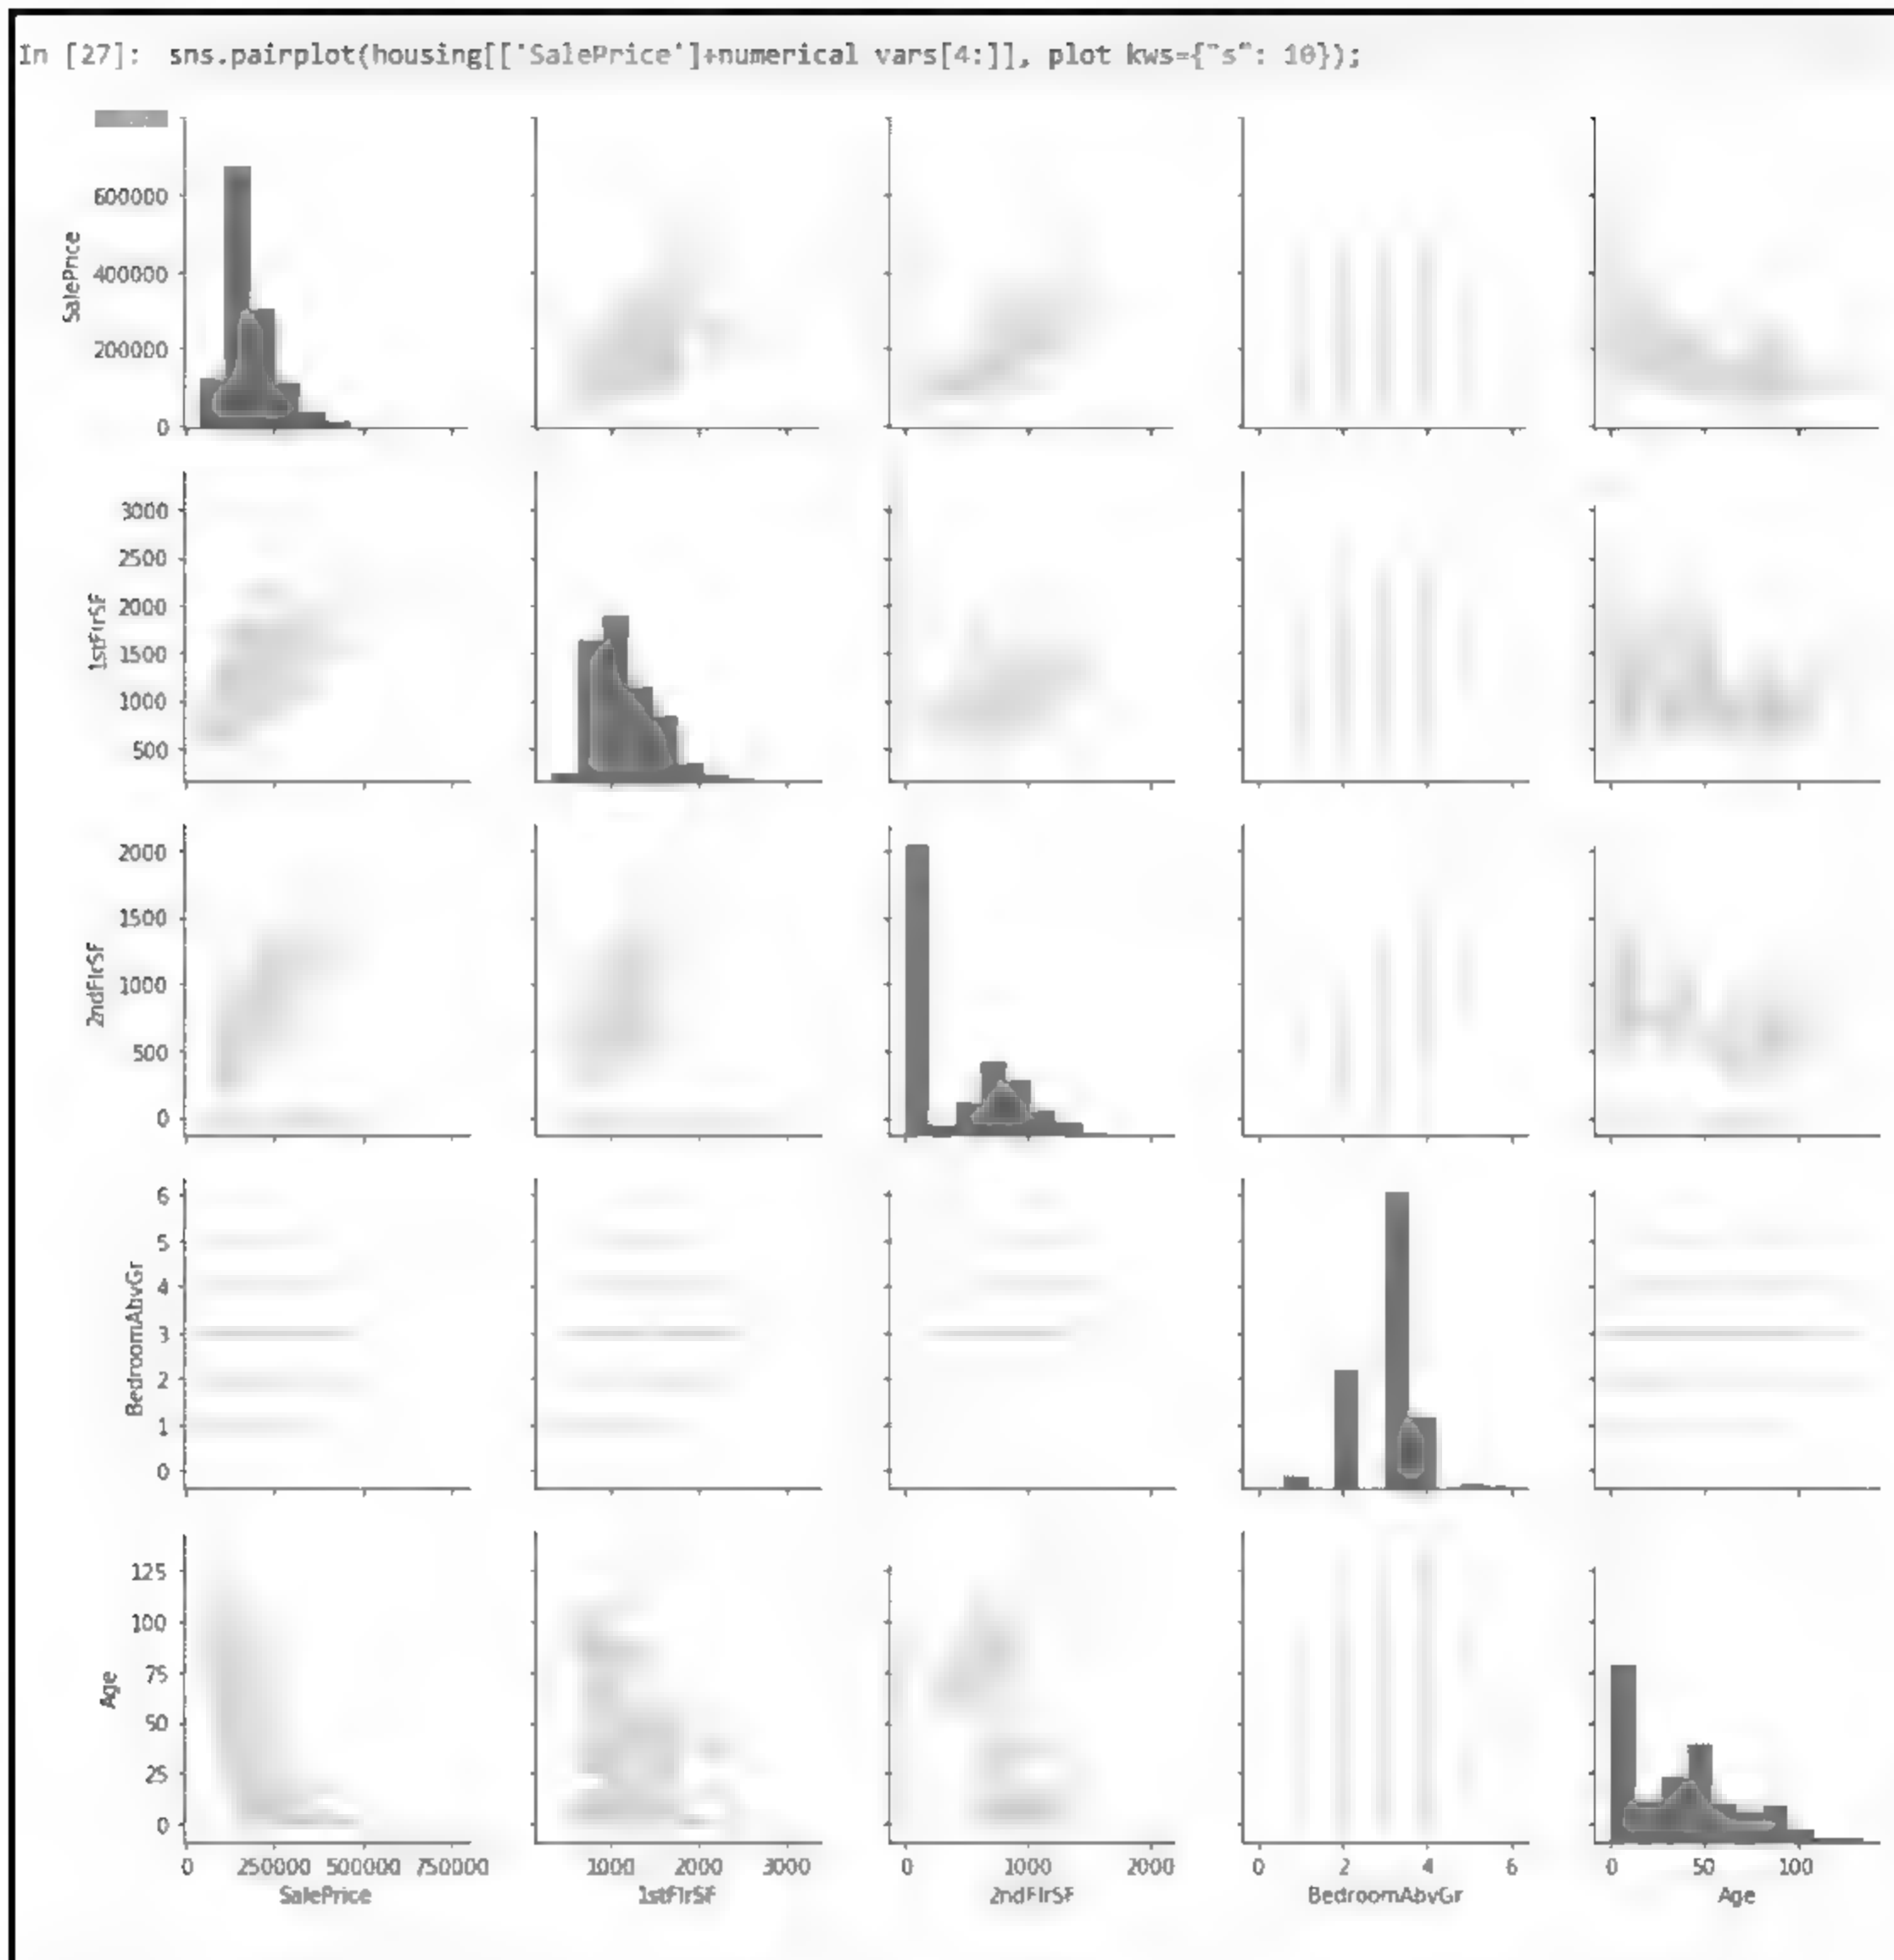 In [27]: sns.pairplot(housing[['SalePrice']+numerical vars[4:]], plot kws={"s": 10});
600000
400000
200000
0
SalePrice
3000
2500
2000
1500
1000
500
1stFlrSF
2000
1500
1000
500
0
2ndFlrSF
6
5
4
3
2
1
0
BedroomAbvGr
125
100
75
50
25
0
Age
0 250000 500000 750000
SalePrice
1000 2000 3000
1stFlrSF
0 1000 2000
2ndFlrSF
0 2 4 6
BedroomAbvGr
0 50 100
Age